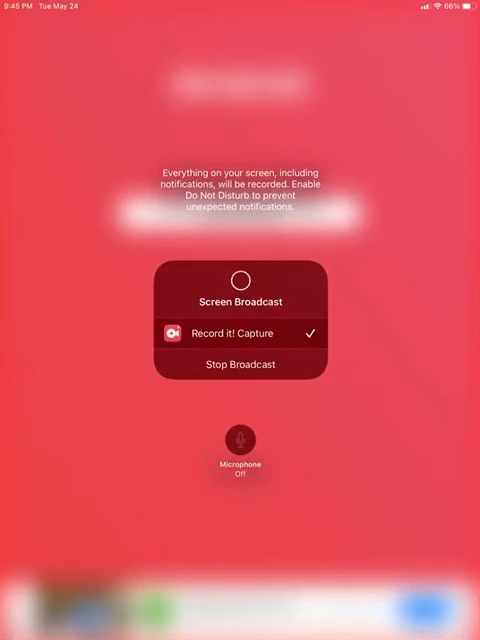 9:45 PM Tue May 24 66%
Everything on your screen, including
notifications, will be recorded. Enable
Do Not Disturb to prevent
unexpected notifications.
Screen Broadcast
Record it! Capture
Stop Broadcast
Microphone
Off